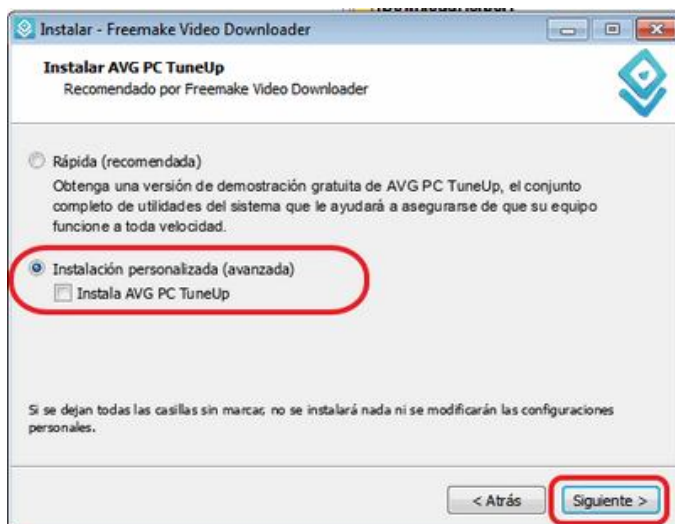 Instalar - Freemake Video Downloader
Instalar AVG PC TuneUp
Recomendado por Freemake Video Downloader
Rápida (recomendada)
Obtenga una versión de demostración gratuita de AVG PC TuneUp, el conjunto
completo de utilidades del sistema que le ayudará a asegurarse de que su equipo
funcione a toda velocidad.
Instalación personalizada (avanzada)
Instala AVG PC TuneUp
Si se dejan todas las casillas sin marcar, no se instalará nada ni se modificarán las configuraciones
personales.
< Atrás
Siguiente >